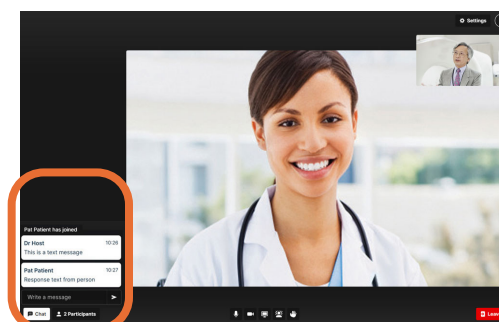 Settings
Pat Patient has joined
Dr Host 10:26
This is a text message
Pat Patient 10:27
Response text from person
Write a message
Chat 2 Participants
Leave